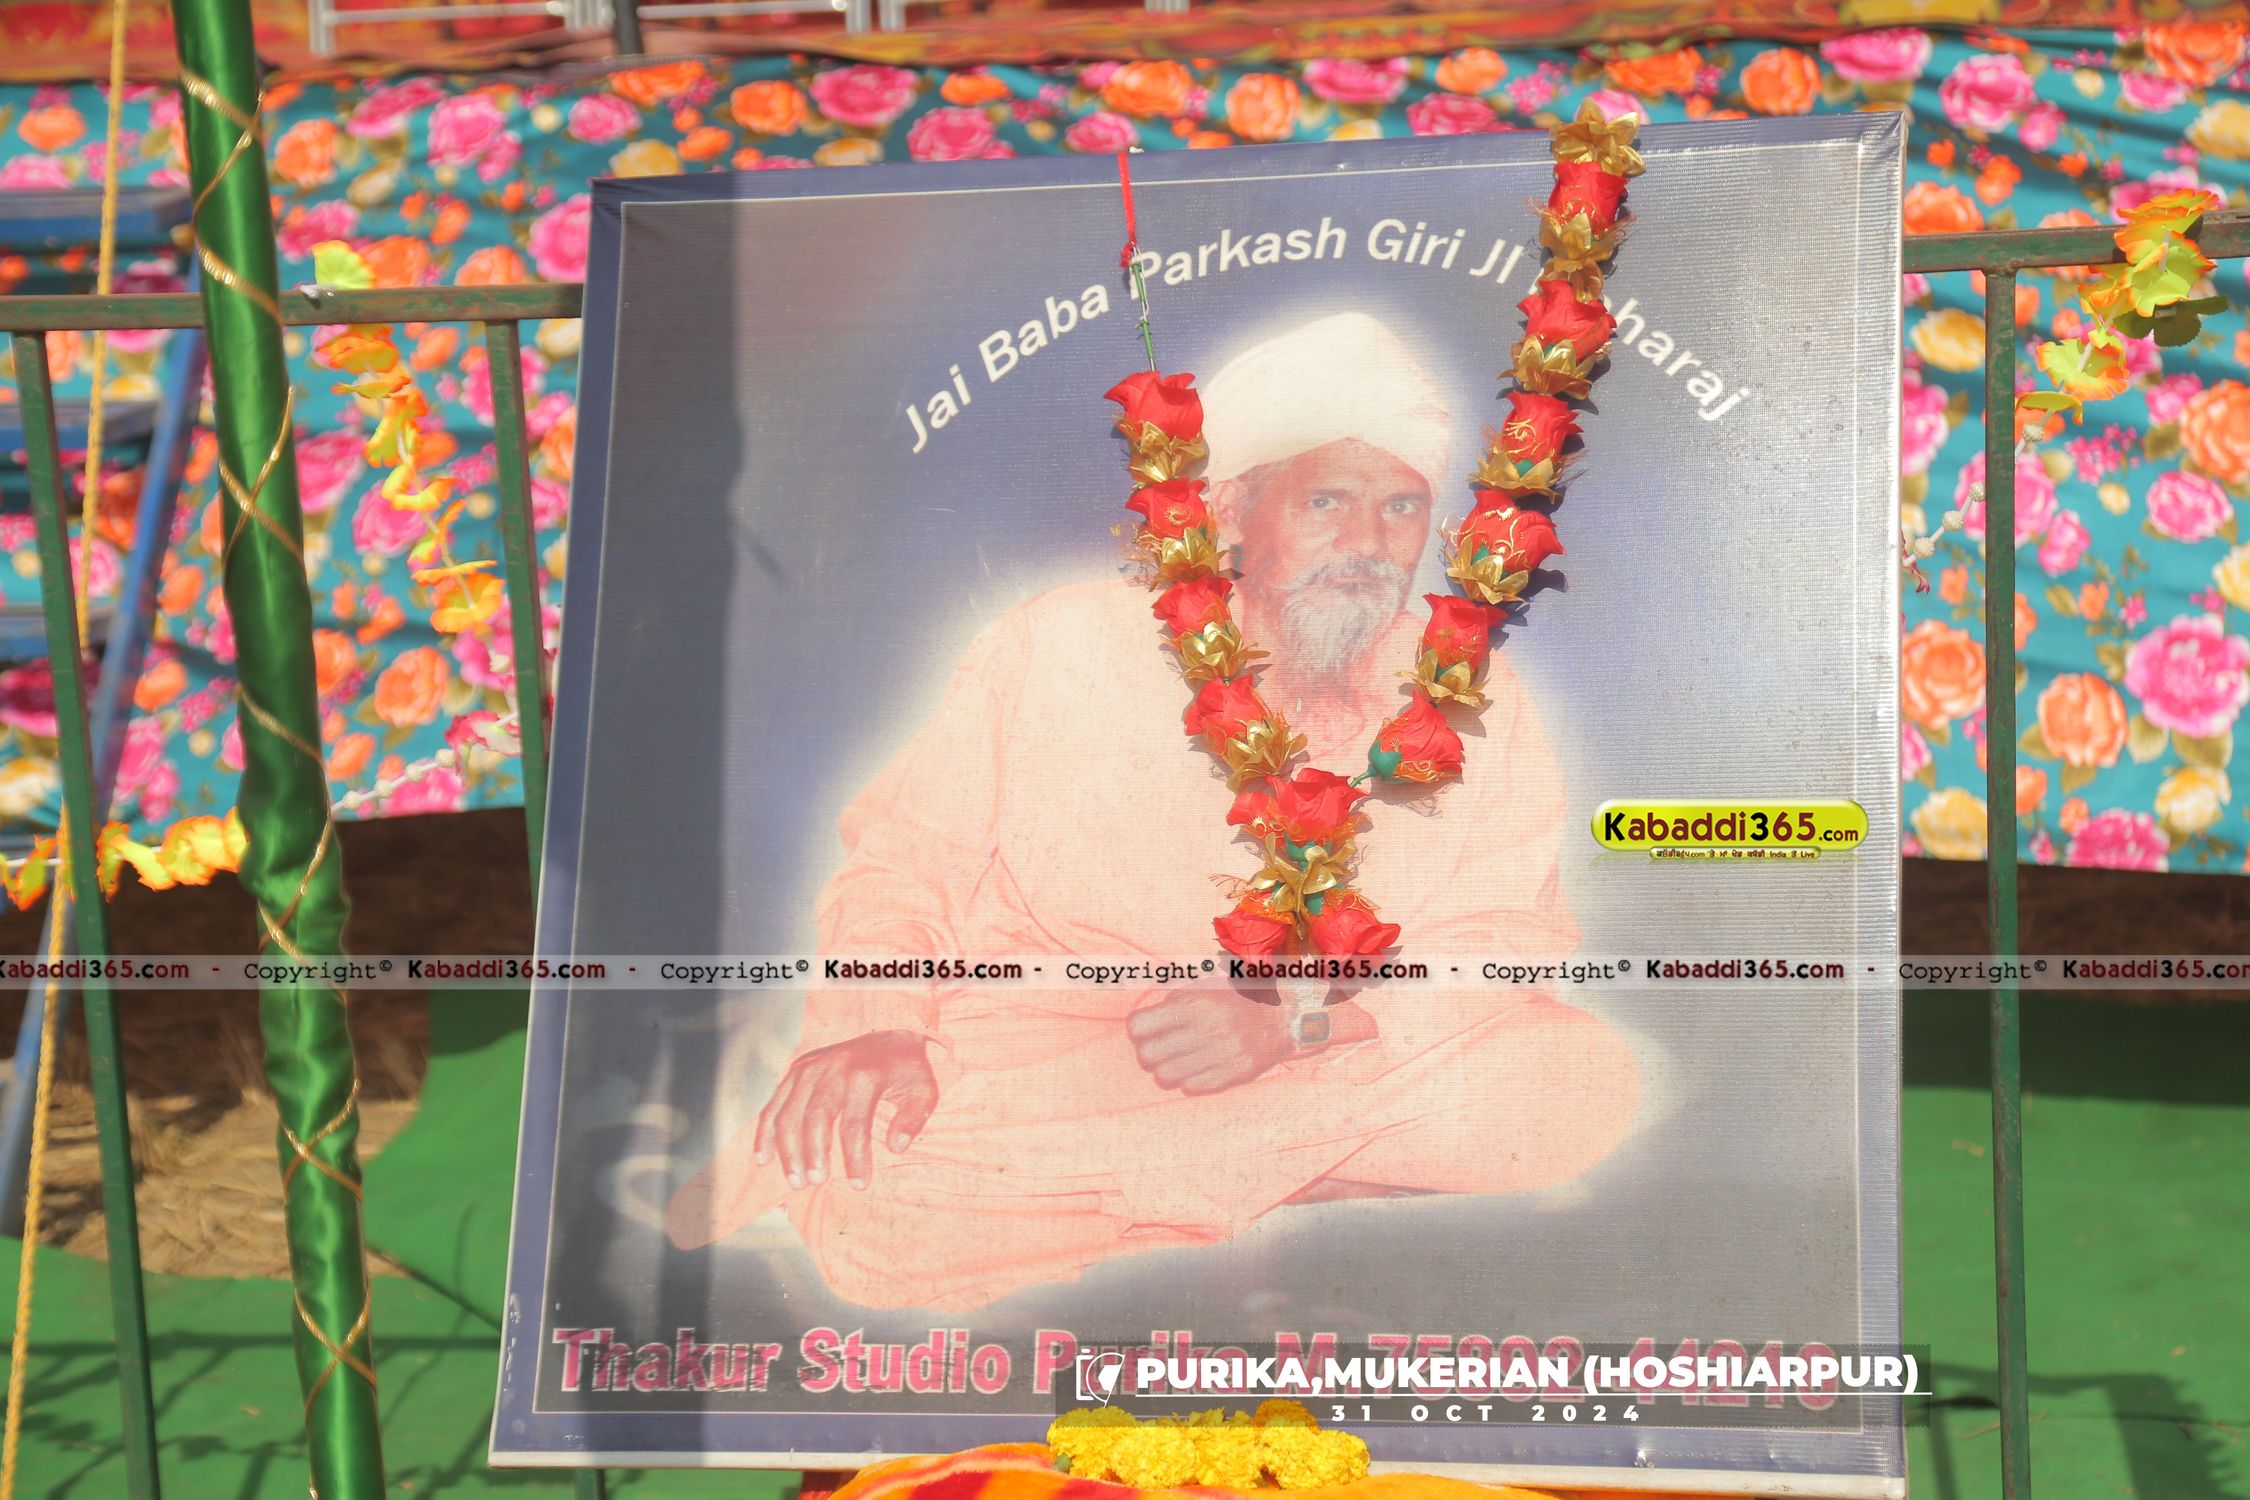 Jai Baba Parkash Giri JI
Kabaddi365.com
Kabaddi365.com - Copyright© Kabaddi365.com - Copyright© Kabaddi365.com - Copyright© Kabaddi365.com - Copyright© Kabaddi365.com - Copyright© Kabaddi365.com
Thakur Studio Purika M.
PURIKA,MUKERIAN (HOSHIARPUR)
31 OCT 2024